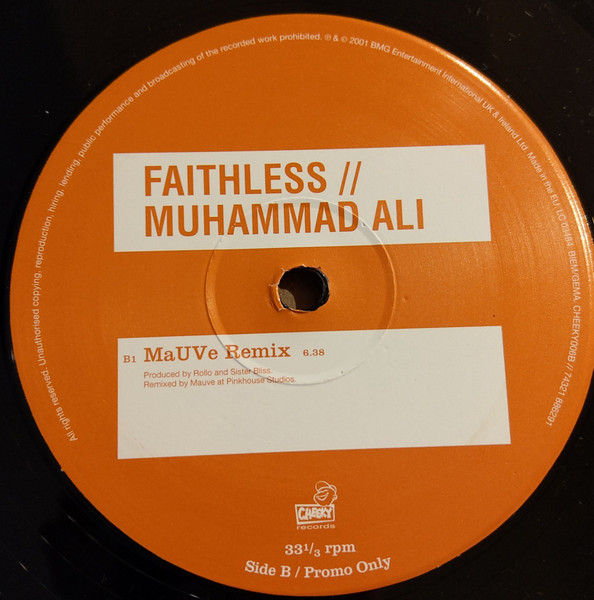 All rights reserved. Unauthorised copying, reproduction, hiring, lending, public performance and broadcasting of the recorded work prohibited. ℗ & © 2001 BMG Entertainment International UK & Ireland Ltd. Made in the EU. LC 03484. BIEM/GEMA. CHEEKY006B // 74321 886291
FAITHLESS //
MUHAMMAD ALI
B1 MaUVe Remix 6.38
Produced by Rollo and Sister Bliss.
Remixed by Mauve at Pinkhouse Studios.
CHEEKY
records
33 1/3 rpm
Side B / Promo Only